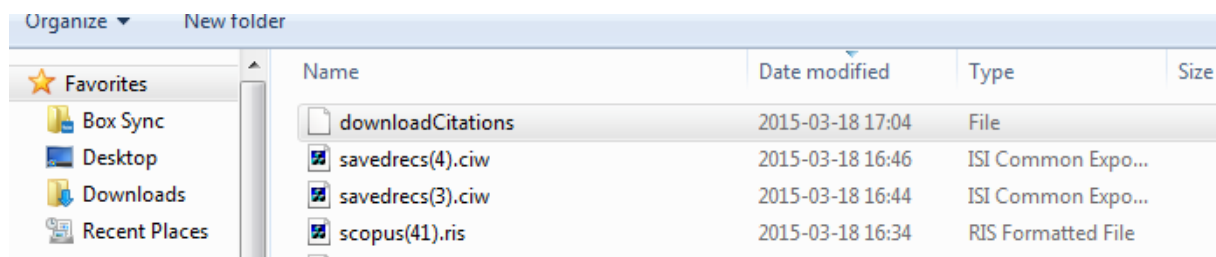 Organize New folder
Name Date modified Type Size
Favorites
Box Sync
Desktop
Downloads
Recent Places
downloadCitations 2015-03-18 17:04 File
savedrecs(4).ciw 2015-03-18 16:46 ISI Common Expo...
savedrecs(3).ciw 2015-03-18 16:44 ISI Common Expo...
scopus(41).ris 2015-03-18 16:34 RIS Formatted File